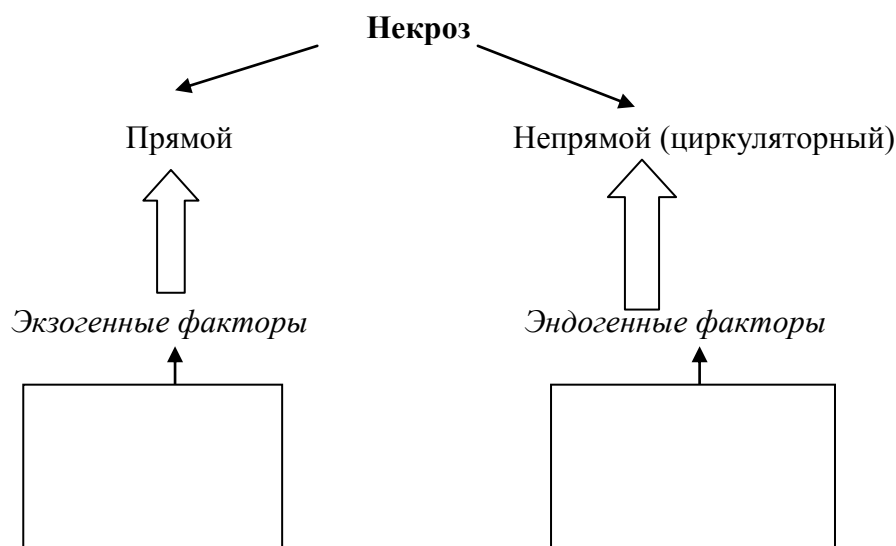 Некроз
Прямой Непрямой (циркуляторный)
Экзогенные факторы Эндогенные факторы